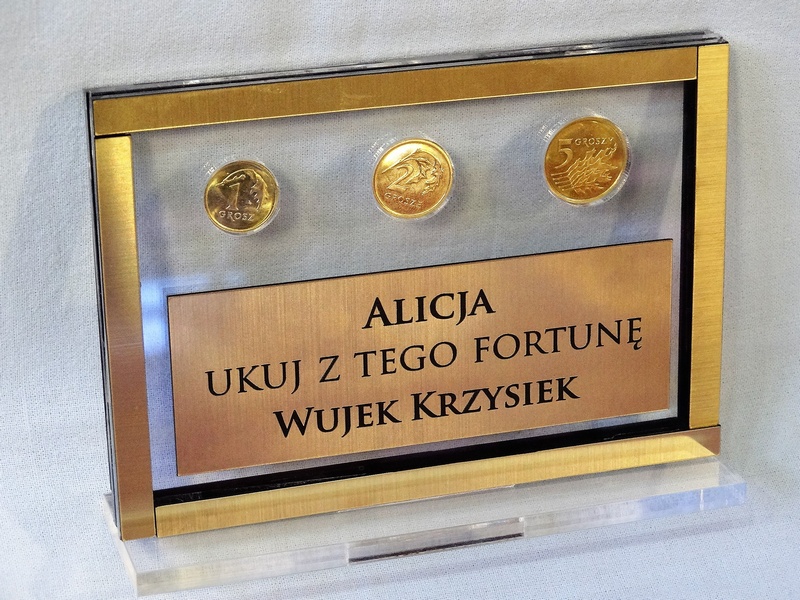 1
GROSZ
2
GROSZE
5 GROSZY
ALICJA
UKUJ Z TEGO FORTUNĘ
WUJEK KRZYSIEK